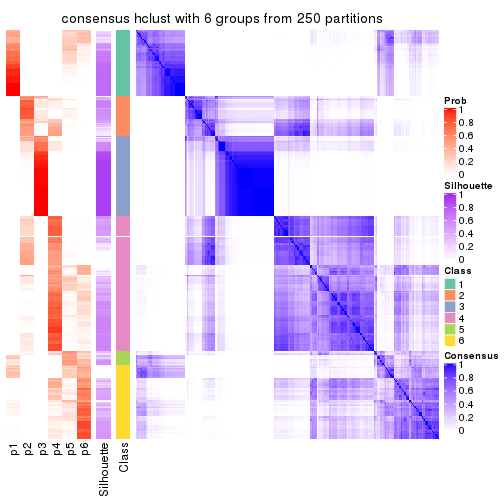 consensus hclust with 6 groups from 250 partitions
Prob
1
0.8
0.6
0.4
0.2
0
Silhouette
1
0.8
0.6
0.4
0.2
0
Class
1
2
3
4
5
6
Consensus
1
0.8
0.6
0.4
0.2
0
p1
p2
p3
p4
p5
p6
Silhouette
Class